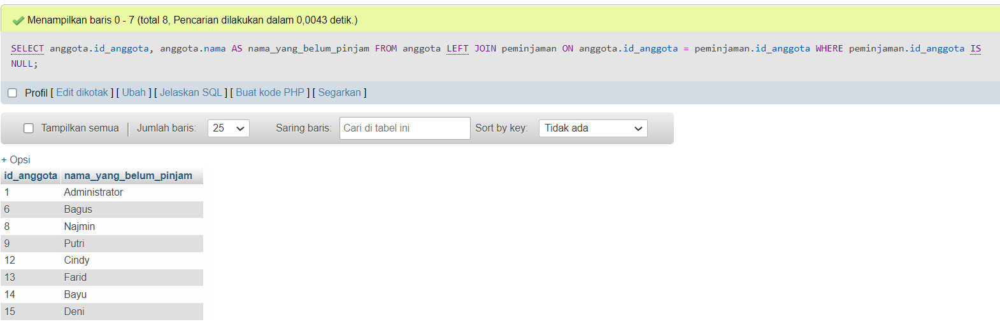 Menampilkan baris 0 - 7 (total 8, Pencarian dilakukan dalam 0,0043 detik.)
SELECT anggota.id_anggota, anggota.nama AS nama_yang_belum_pinjam FROM anggota LEFT JOIN peminjaman ON anggota.id_anggota = peminjaman.id_anggota WHERE peminjaman.id_anggota IS
NULL;
Profil [ Edit dikotak ] [ Ubah ] [ Jelaskan SQL ] [ Buat kode PHP ] [ Segarkan ]
Tampilkan semua | Jumlah baris: 25 Saring baris: Cari di tabel ini Sort by key: Tidak ada
+ Opsi
id_anggota nama_yang_belum_pinjam
1 Administrator
6 Bagus
8 Najmin
9 Putri
12 Cindy
13 Farid
14 Bayu
15 Deni